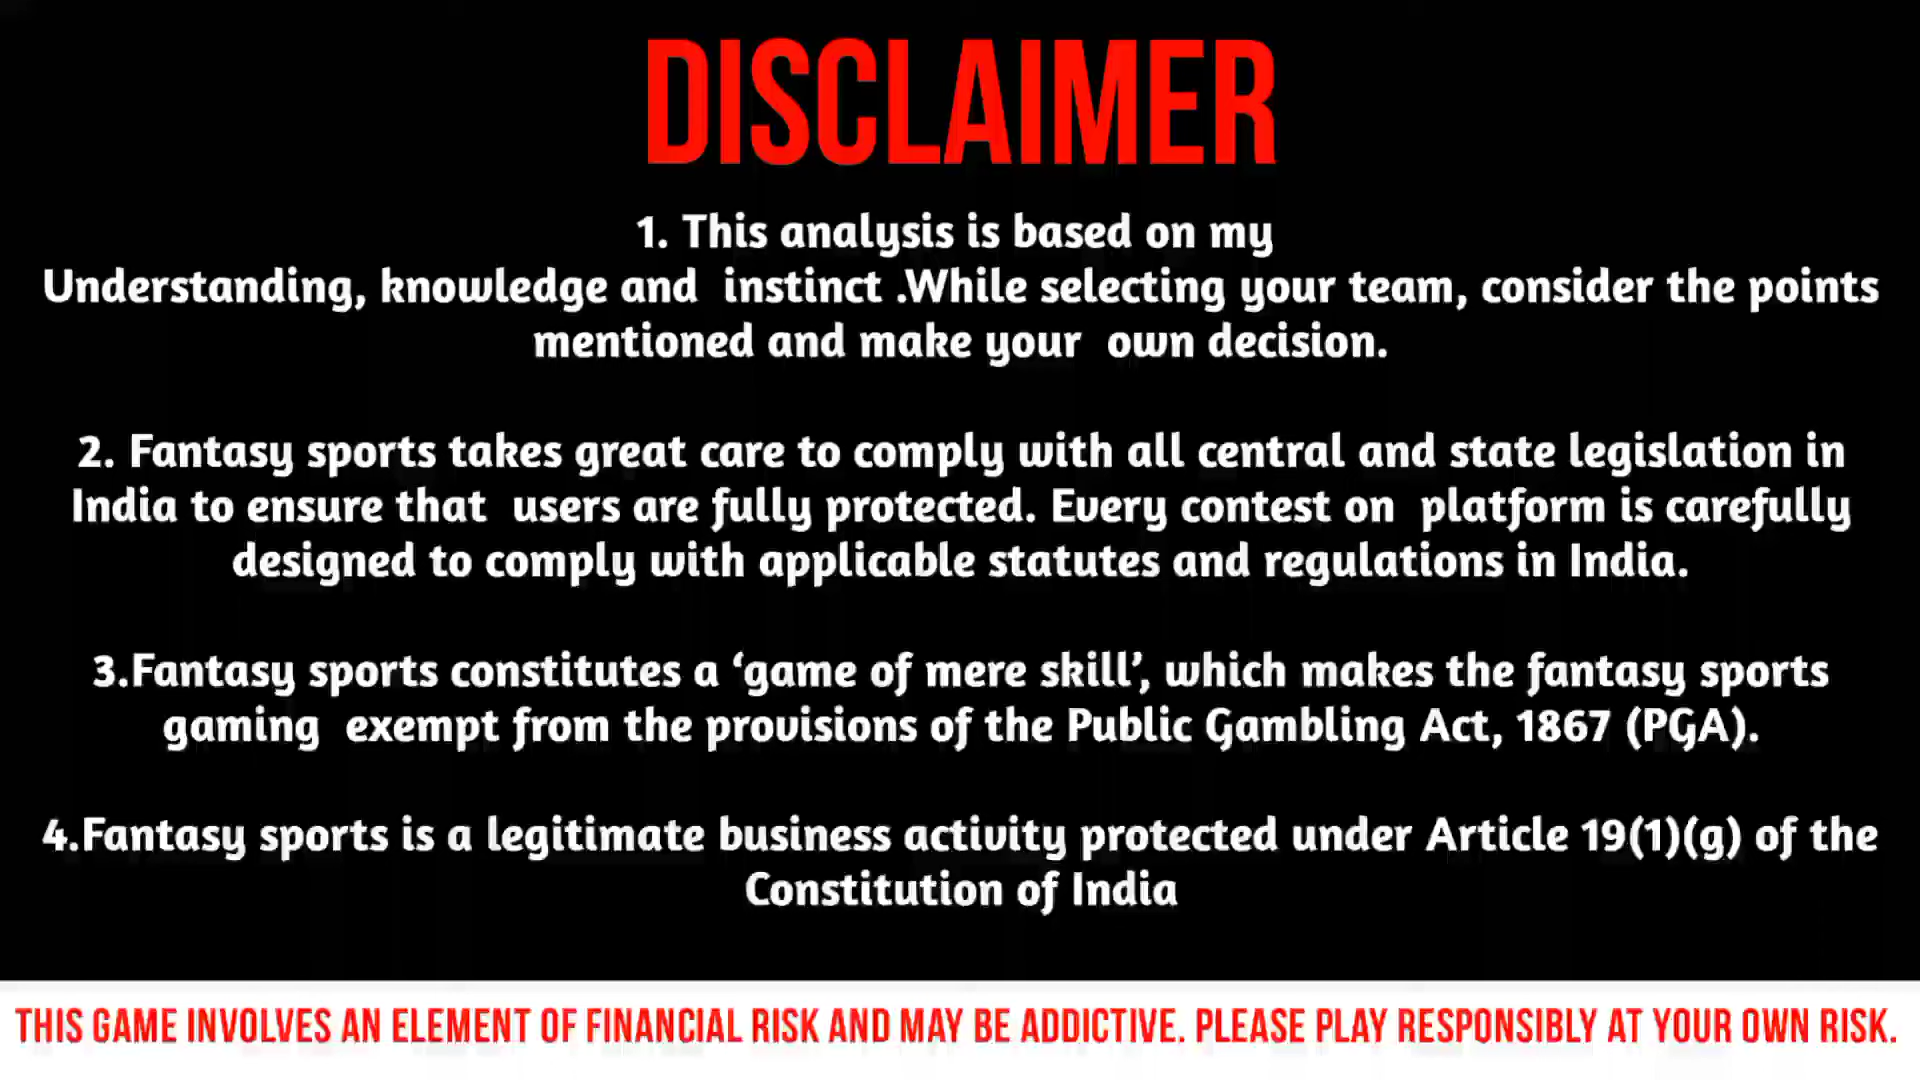 DISCLAIMER
1. This analysis is based on my
Understanding, knowledge and instinct .While selecting your team, consider the points
mentioned and make your own decision.
2. Fantasy sports takes great care to comply with all central and state legislation in
India to ensure that users are fully protected. Every contest on platform is carefully
designed to comply with applicable statutes and regulations in India.
3.Fantasy sports constitutes a ‘game of mere skill’, which makes the fantasy sports
gaming exempt from the provisions of the Public Gambling Act, 1867 (PGA).
4.Fantasy sports is a legitimate business activity protected under Article 19(1)(g) of the
Constitution of India
THIS GAME INVOLVES AN ELEMENT OF FINANCIAL RISK AND MAY BE ADDICTIVE. PLEASE PLAY RESPONSIBLY AT YOUR OWN RISK.